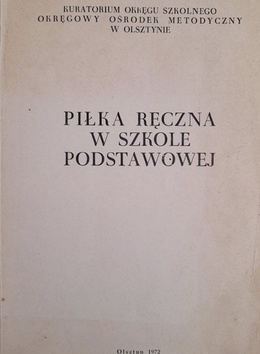 KURATORIUM OKRĘGU SZKOLNEGO
OKRĘGOWY OŚRODEK METODYCZNY
W OLSZTYNIE
PIŁKA RĘCZNA
W SZKOLE
PODSTAWOWEJ
Olsztyn 1972